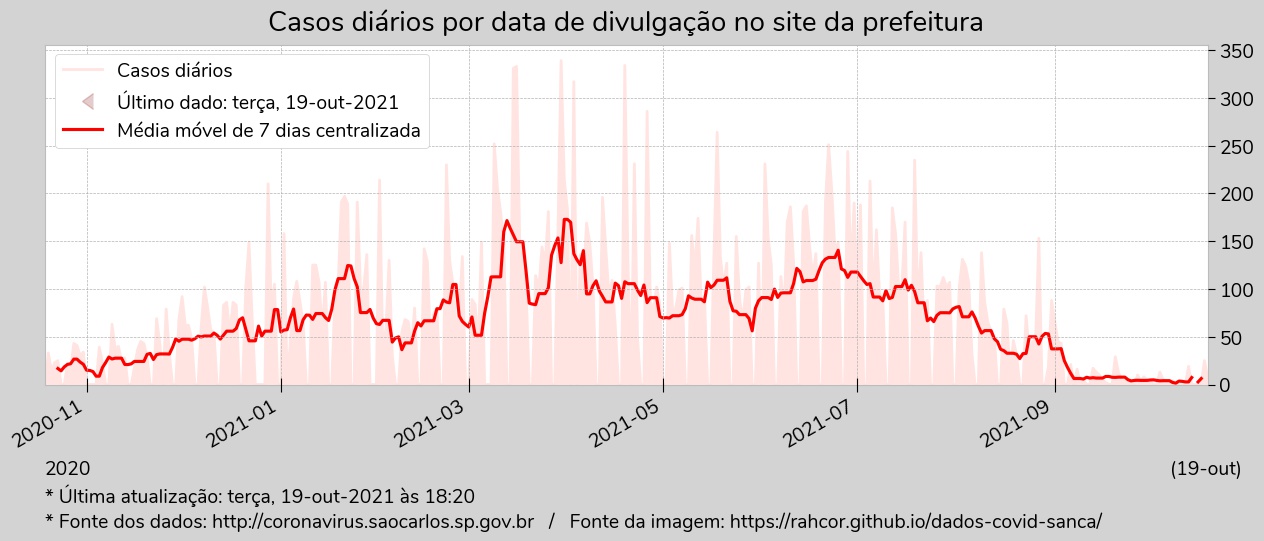 Casos diários por data de divulgação no site da prefeitura
Casos diários
Último dado: terça, 19-out-2021
Média móvel de 7 dias centralizada
350
300
250
200
150
100
50
0
2020-11
2021-01
2021-03
2021-05
2021-07
2021-09
2020
(19-out)
* Última atualização: terça, 19-out-2021 às 18:20
* Fonte dos dados: http://coronavirus.saocarlos.sp.gov.br / Fonte da imagem: https://rahcor.github.io/dados-covid-sanca/